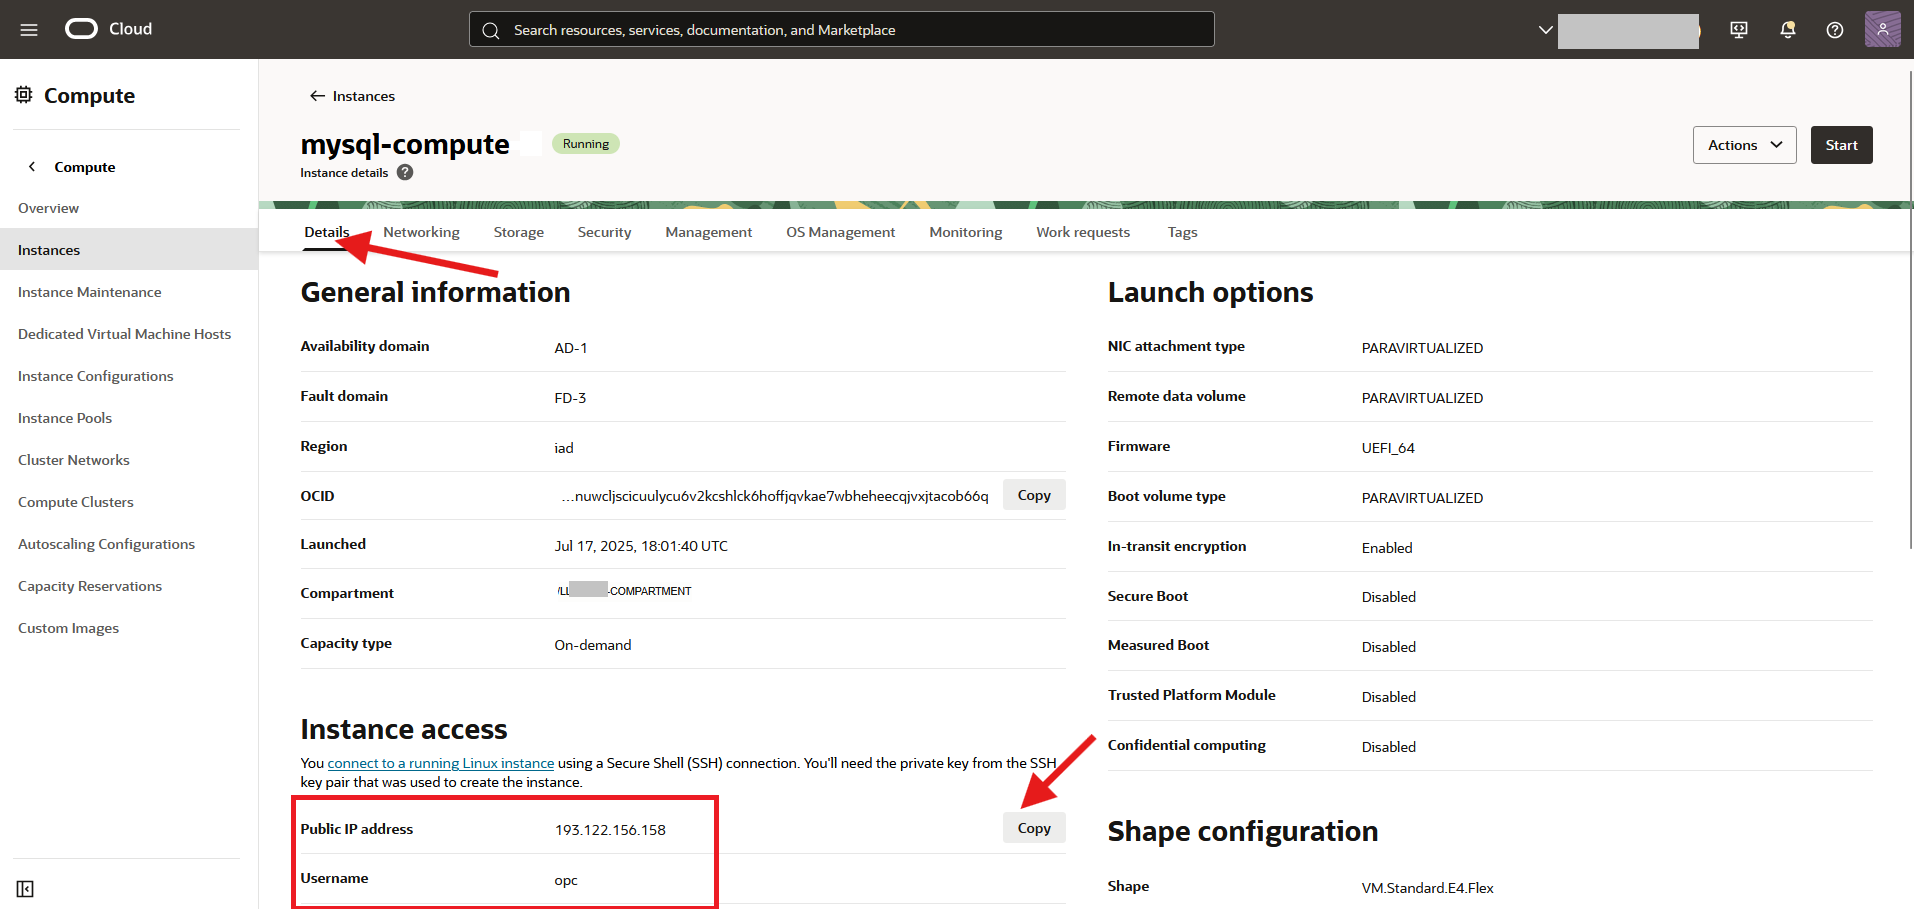 Cloud
Search resources, services, documentation, and Marketplace
Compute
Compute
Overview
Instances
Instance Maintenance
Dedicated Virtual Machine Hosts
Instance Configurations
Instance Pools
Cluster Networks
Compute Clusters
Autoscaling Configurations
Capacity Reservations
Custom Images
Instances
mysql-compute Running
Instance details ?
Actions Start
Details Networking Storage Security Management OS Management Monitoring Work requests Tags
General information
Availability domain AD-1
Fault domain FD-3
Region iad
OCID ...nuwcljscicuulycu6v2kcshlck6hoffjqvkae7wbheheecqjvxjtacob66q Copy
Launched Jul 17, 2025, 18:01:40 UTC
Compartment -COMPARTMENT
Capacity type On-demand
Instance access
You connect to a running Linux instance using a Secure Shell (SSH) connection. You'll need the private key from the SSH
key pair that was used to create the instance.
Public IP address 193.122.156.158 Copy
Username opc
Launch options
NIC attachment type PARAVIRTUALIZED
Remote data volume PARAVIRTUALIZED
Firmware UEFI_64
Boot volume type PARAVIRTUALIZED
In-transit encryption Enabled
Secure Boot Disabled
Measured Boot Disabled
Trusted Platform Module Disabled
Confidential computing Disabled
Shape configuration
Shape VM.Standard.E4.Flex